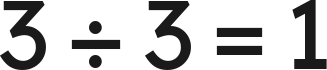 3 ÷ 3 = 1